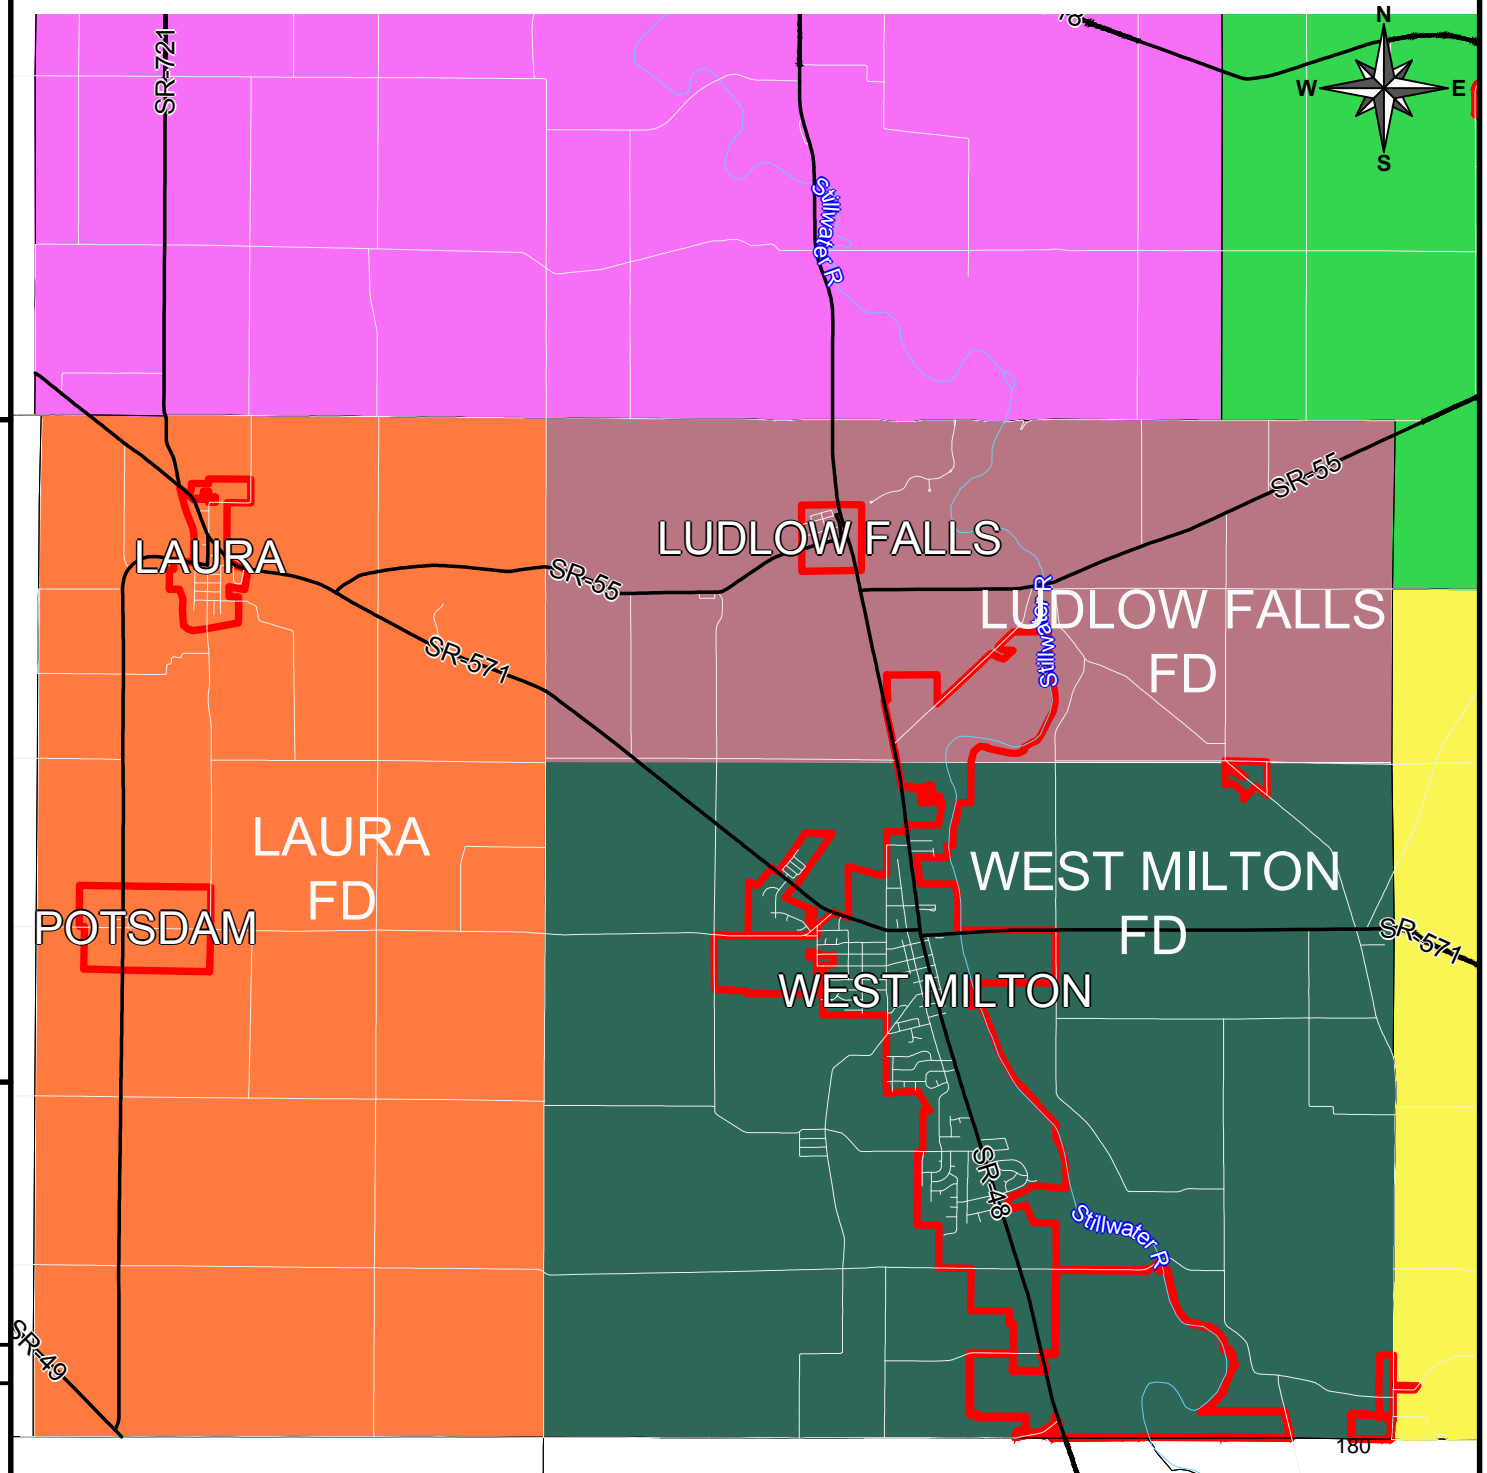 N
W E
S
SR-721
Stillwater R
SR-55
LUDLOW FALLS
LAURA
SR-55
Stillwater R
LUDLOW FALLS
FD
SR-571
LAURA
FD
WEST MILTON
FD
POTSDAM
SR-571
WEST MILTON
SR-48
Stillwater R
SR-49
180